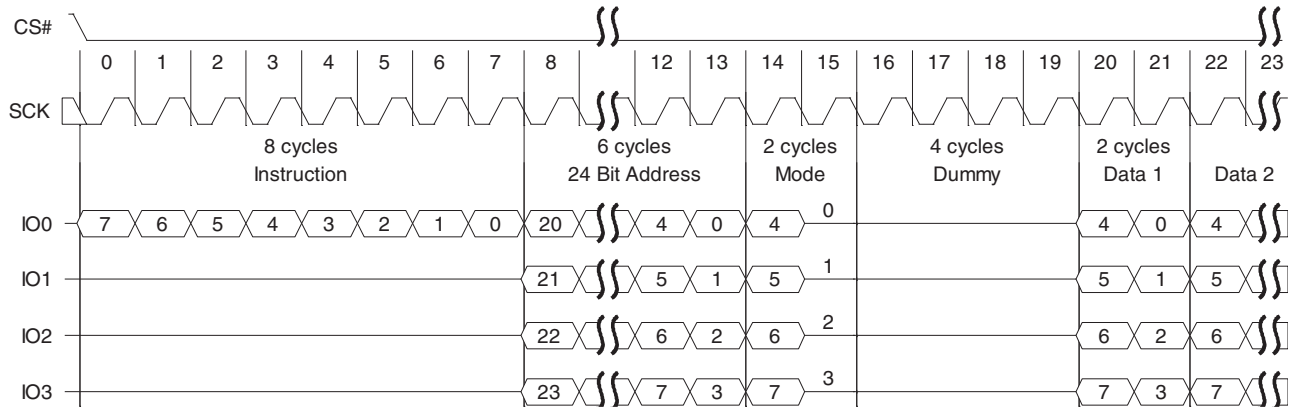 CS#
0 1 2 3 4 5 6 7 8 12 13 14 15 16 17 18 19 20 21 22 23
SCK
8 cycles 6 cycles 2 cycles 4 cycles 2 cycles
Instruction 24 Bit Address Mode Dummy Data 1 Data 2
IO0 7 6 5 4 3 2 1 0 20 4 0 4 0 4 0 4
IO1 21 5 1 5 1 5 1 5
IO2 22 6 2 6 2 6 2 6
IO3 23 7 3 7 3 7 3 7